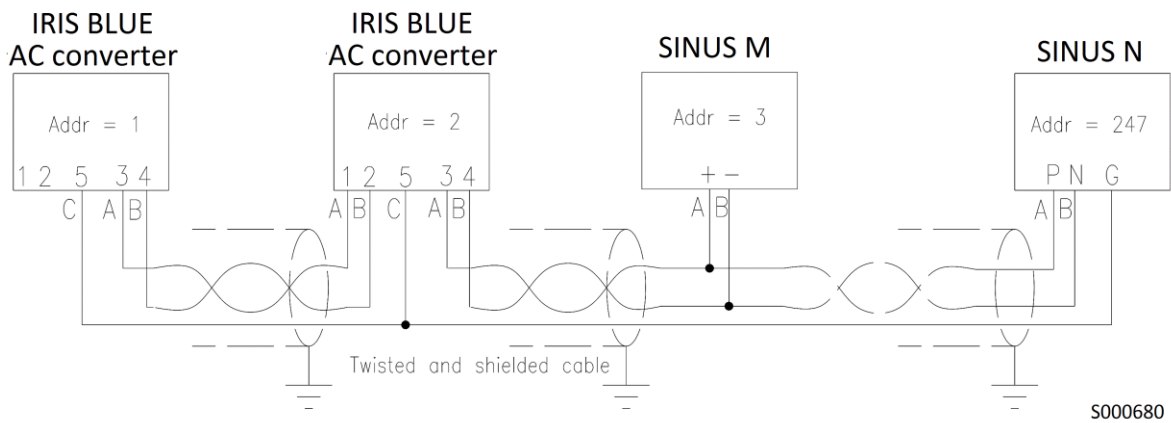 IRIS BLUE
AC converter
IRIS BLUE
AC converter
SINUS M
SINUS N
Addr = 1
Addr = 2
Addr = 3
Addr = 247
1 2 5 3 4
1 2 5 3 4
+ -
P N G
C A B
A B C A B
A B
A B
Twisted and shielded cable
S000680